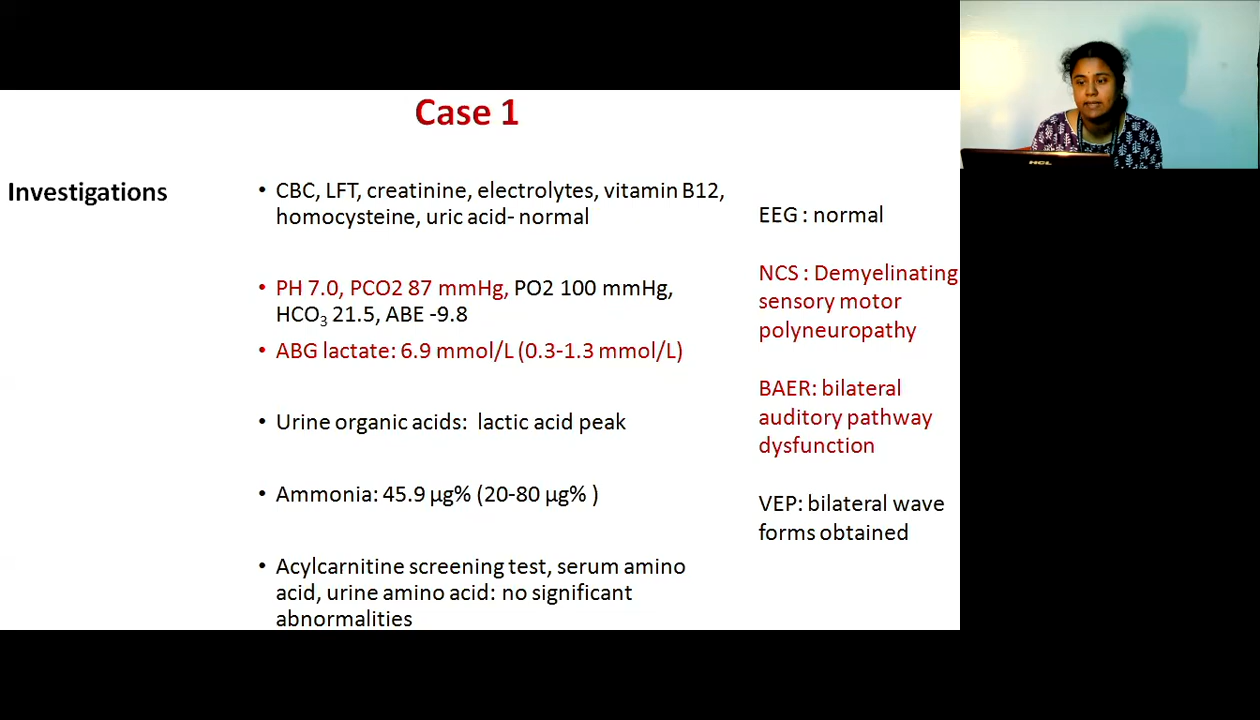 Case 1
Investigations
• CBC, LFT, creatinine, electrolytes, vitamin B12,
homocysteine, uric acid- normal
• PH 7.0, PCO2 87 mmHg, PO2 100 mmHg,
HCO3 21.5, ABE -9.8
• ABG lactate: 6.9 mmol/L (0.3-1.3 mmol/L)
• Urine organic acids:  lactic acid peak
• Ammonia: 45.9 µg% (20-80 µg% )
• Acylcarnitine screening test, serum amino
acid, urine amino acid: no significant
abnormalities
EEG : normal
NCS : Demyelinating
sensory motor
polyneuropathy
BAER: bilateral
auditory pathway
dysfunction
VEP: bilateral wave
forms obtained
HCL